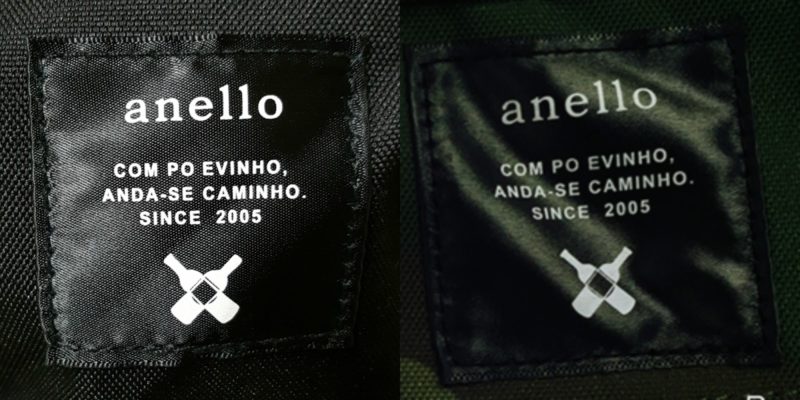 anello
COM PO EVINHO,
ANDA-SE CAMINHO.
SINCE 2005
anello
COM PO EVINHO,
ANDA-SE CAMINHO.
SINCE 2005